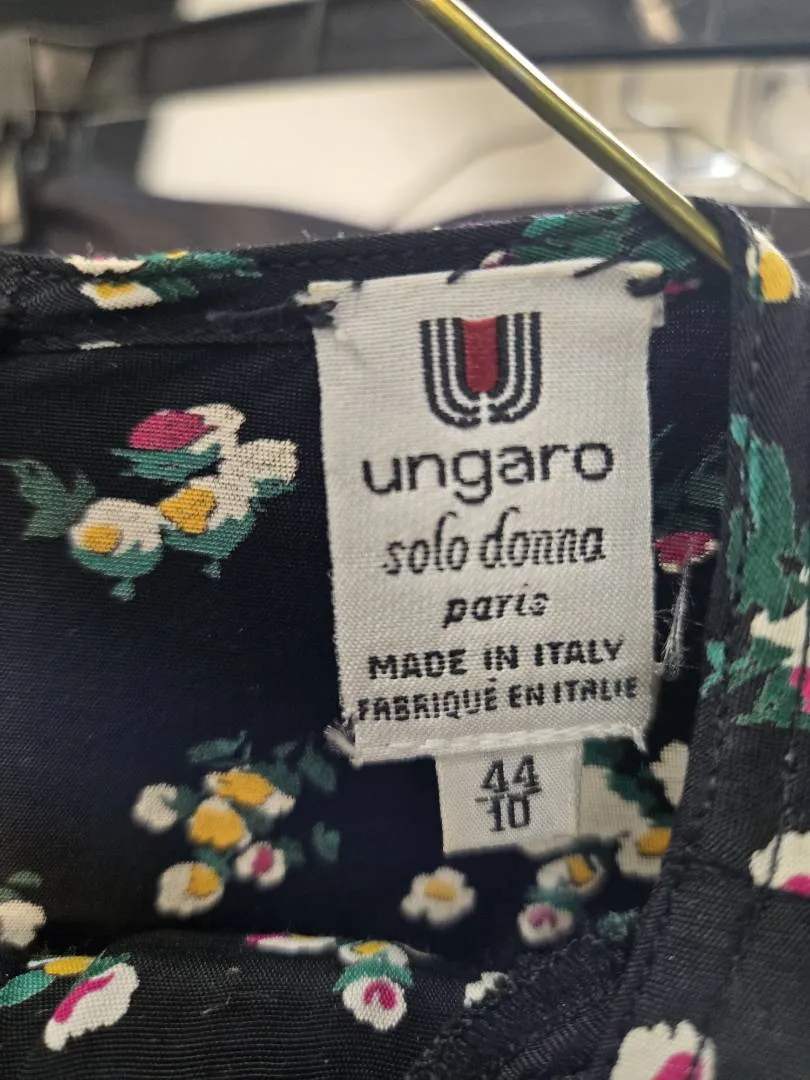 ungaro
solo donna
paris
MADE IN ITALY
FABRIQUÉ EN ITALIE
44
10